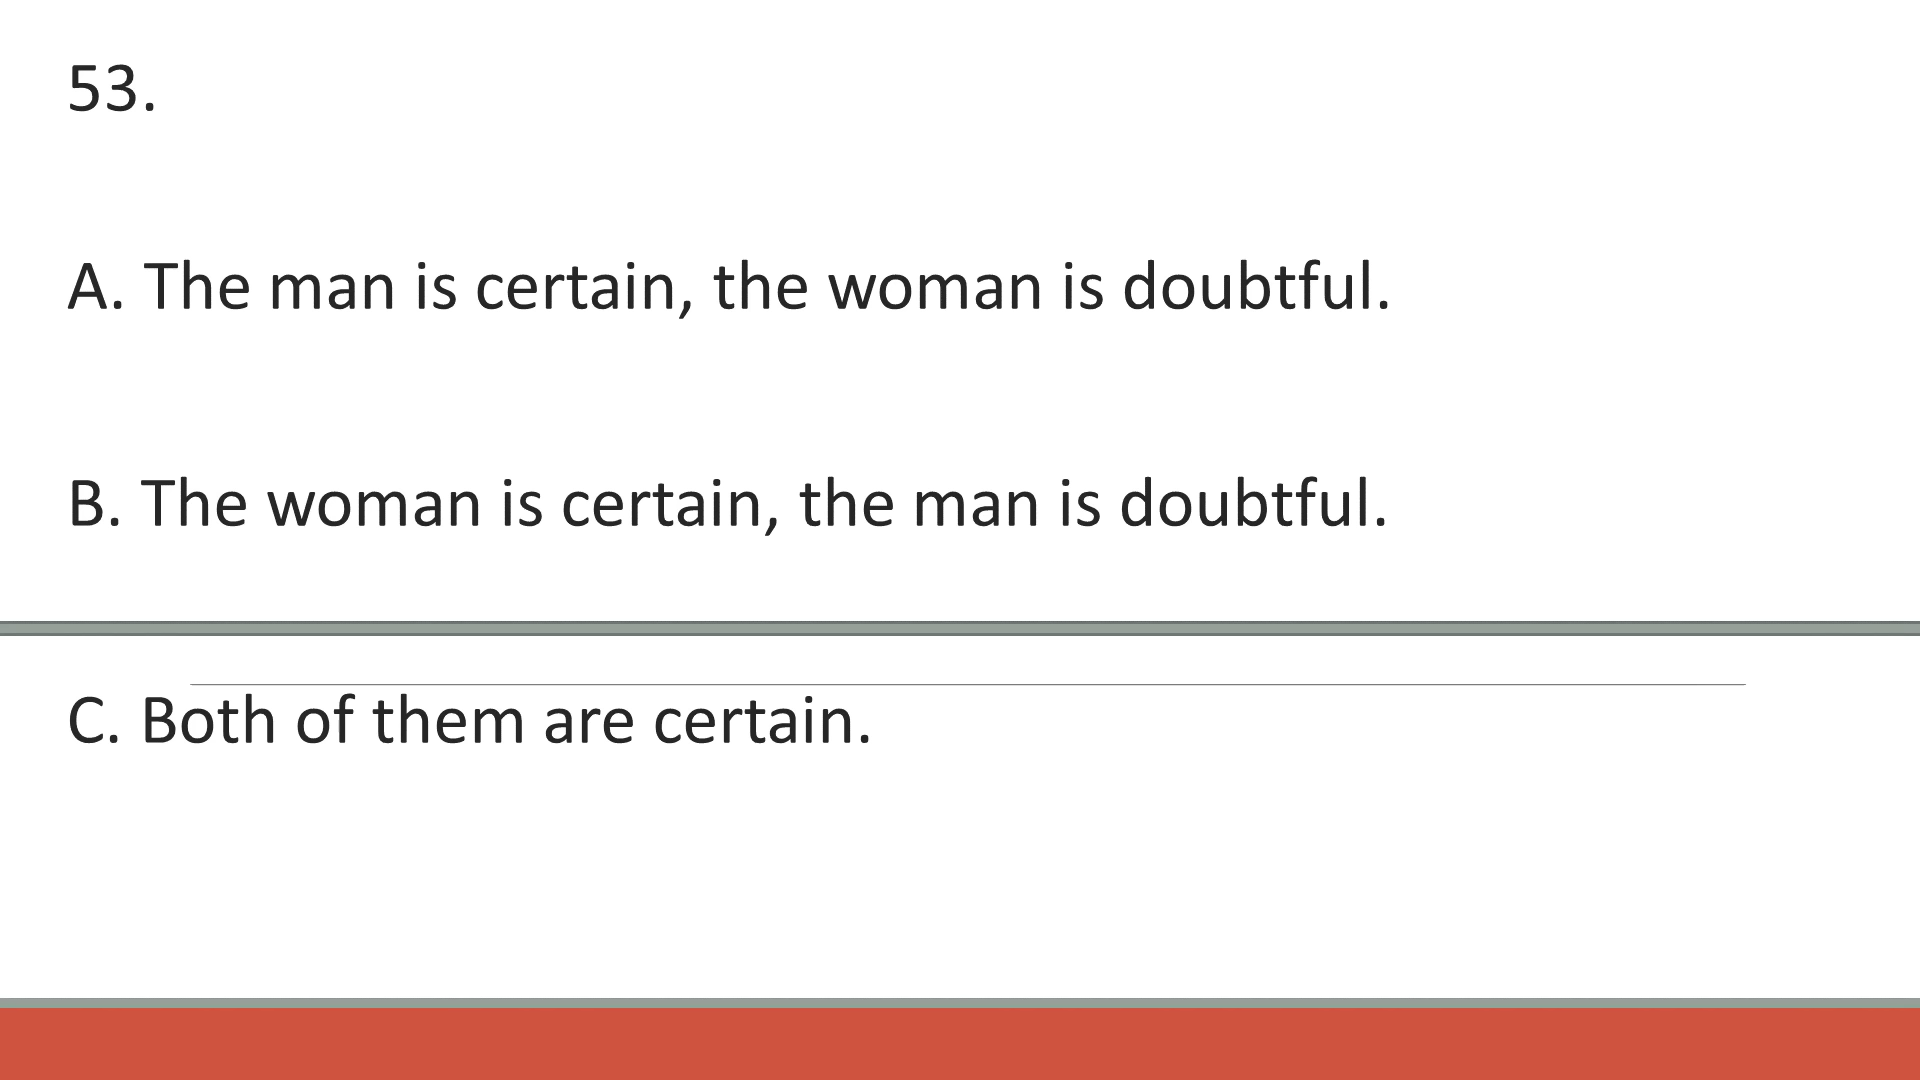 53.
A. The man is certain, the woman is doubtful.
B. The woman is certain, the man is doubtful.
C. Both of them are certain.